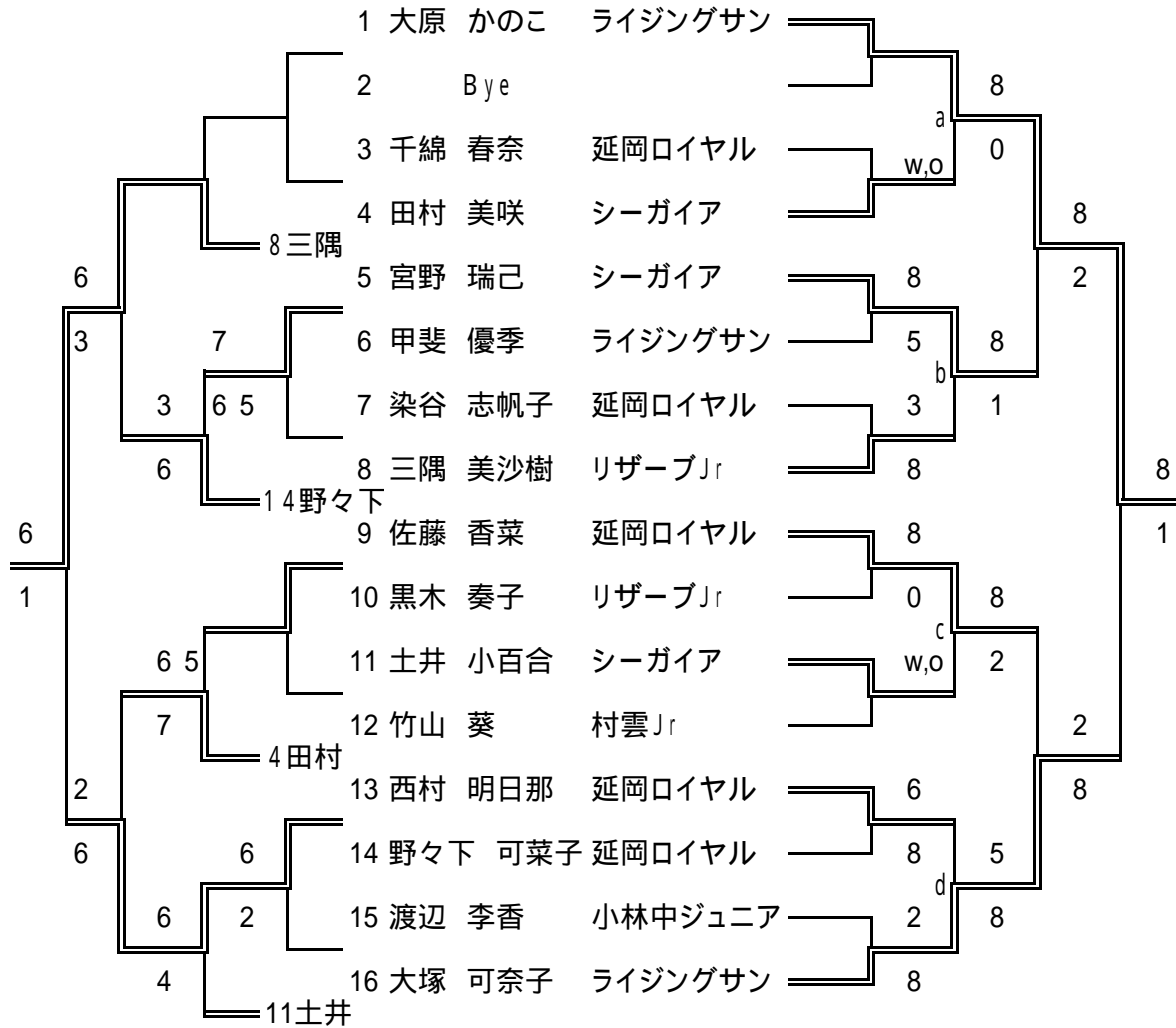 1 大原 かのこ ライジングサン
2 Bye
8
a
3 千綿 春奈 延岡ロイヤル
w,o
0
4 田村 美咲 シーガイア
8
8三隅
6
5 宮野 瑞己 シーガイア
8
2
3
7
6 甲斐 優季 ライジングサン
5
8
b
3
6 5
7 染谷 志帆子 延岡ロイヤル
3
1
6
8 三隅 美沙樹 リザーブJr
8
8
14野々下
6
9 佐藤 香菜 延岡ロイヤル
8
1
1
10 黒木 奏子 リザーブJr
0
8
c
6 5
11 土井 小百合 シーガイア
w,o
2
7
12 竹山 葵 村雲Jr
2
4田村
2
13 西村 明日那 延岡ロイヤル
6
8
6
6
14 野々下 可菜子 延岡ロイヤル
8
5
d
6
2
15 渡辺 李香 小林中ジュニア
2
8
4
16 大塚 可奈子 ライジングサン
8
11土井